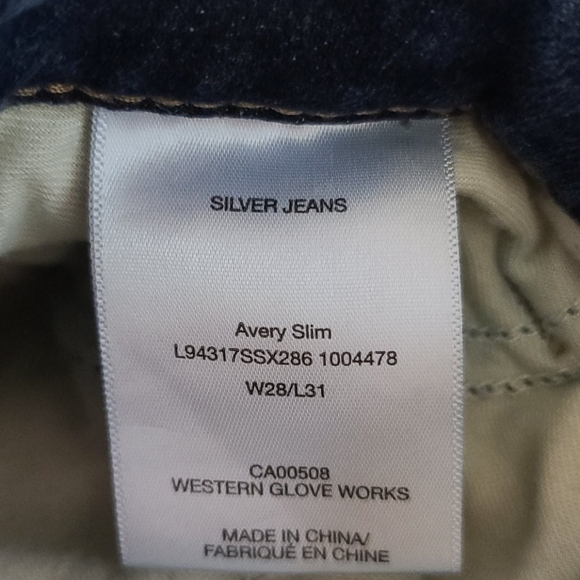 SILVER JEANS
Avery Slim
L94317SSX286 1004478
W28/L31
CA00508
WESTERN GLOVE WORKS
MADE IN CHINA/
FABRIQUÉ EN CHINE